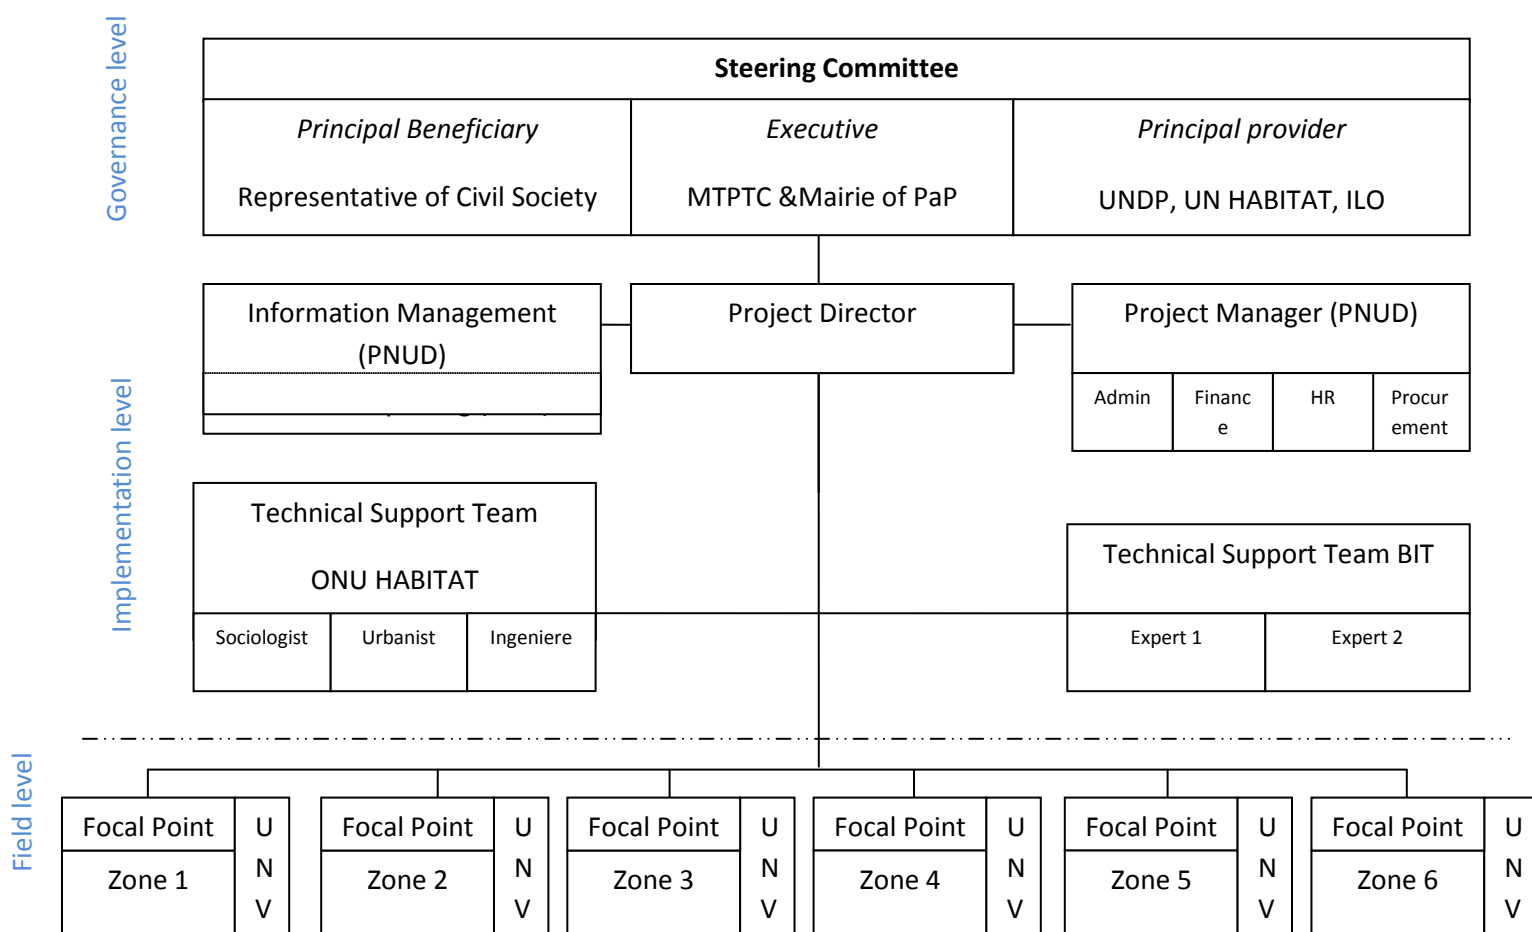 Governance level
Steering Committee
Principal Beneficiary
Representative of Civil Society
Executive
MTPTC &Mairie of PaP
Principal provider
UNDP, UN HABITAT, ILO
Implementation level
Information Management
(PNUD)
Project Director
Project Manager (PNUD)
Admin
Financ
e
HR
Procur
ement
Technical Support Team
ONU HABITAT
Sociologist
Urbanist
Ingeniere
Technical Support Team BIT
Expert 1
Expert 2
Field level
Focal Point
Zone 1
U
N
V
Focal Point
Zone 2
U
N
V
Focal Point
Zone 3
U
N
V
Focal Point
Zone 4
U
N
V
Focal Point
Zone 5
U
N
V
Focal Point
Zone 6
U
N
V